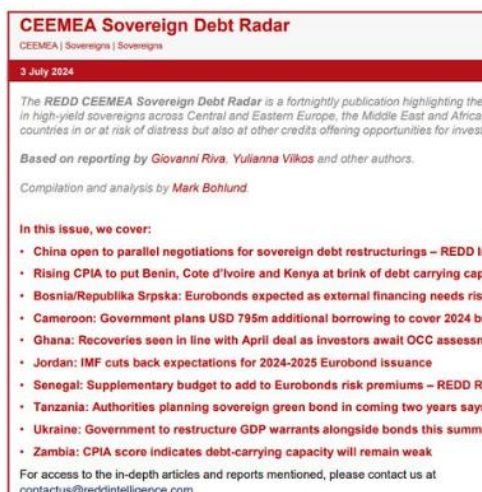 CEEMEA Sovereign Debt Radar
CEEMEA | Sovereigns | Sovereigns
3 July 2024
The REDD CEEMEA Sovereign Debt Radar is a fortnightly publication highlighting the
in high-yield sovereigns across Central and Eastern Europe, the Middle East and Africa
countries in or at risk of distress but also at other credits offering opportunities for inves
Based on reporting by Giovanni Riva, Yulianna Vilkos and other authors.
Compilation and analysis by Mark Bohlund.
In this issue, we cover:
• China open to parallel negotiations for sovereign debt restructurings – REDD I
• Rising CPIA to put Benin, Cote d'Ivoire and Kenya at brink of debt carrying cap
• Bosnia/Republika Srpska: Eurobonds expected as external financing needs ris
• Cameroon: Government plans USD 795m additional borrowing to cover 2024 b
• Ghana: Recoveries seen in line with April deal as investors await OCC assessm
• Jordan: IMF cuts back expectations for 2024-2025 Eurobond issuance
• Senegal: Supplementary budget to add to Eurobonds risk premiums – REDD R
• Tanzania: Authorities planning sovereign green bond in coming two years says
• Ukraine: Government to restructure GDP warrants alongside bonds this summ
• Zambia: CPIA score indicates debt-carrying capacity will remain weak
For access to the in-depth articles and reports mentioned, please contact us at
contactus@reddintelligence.com